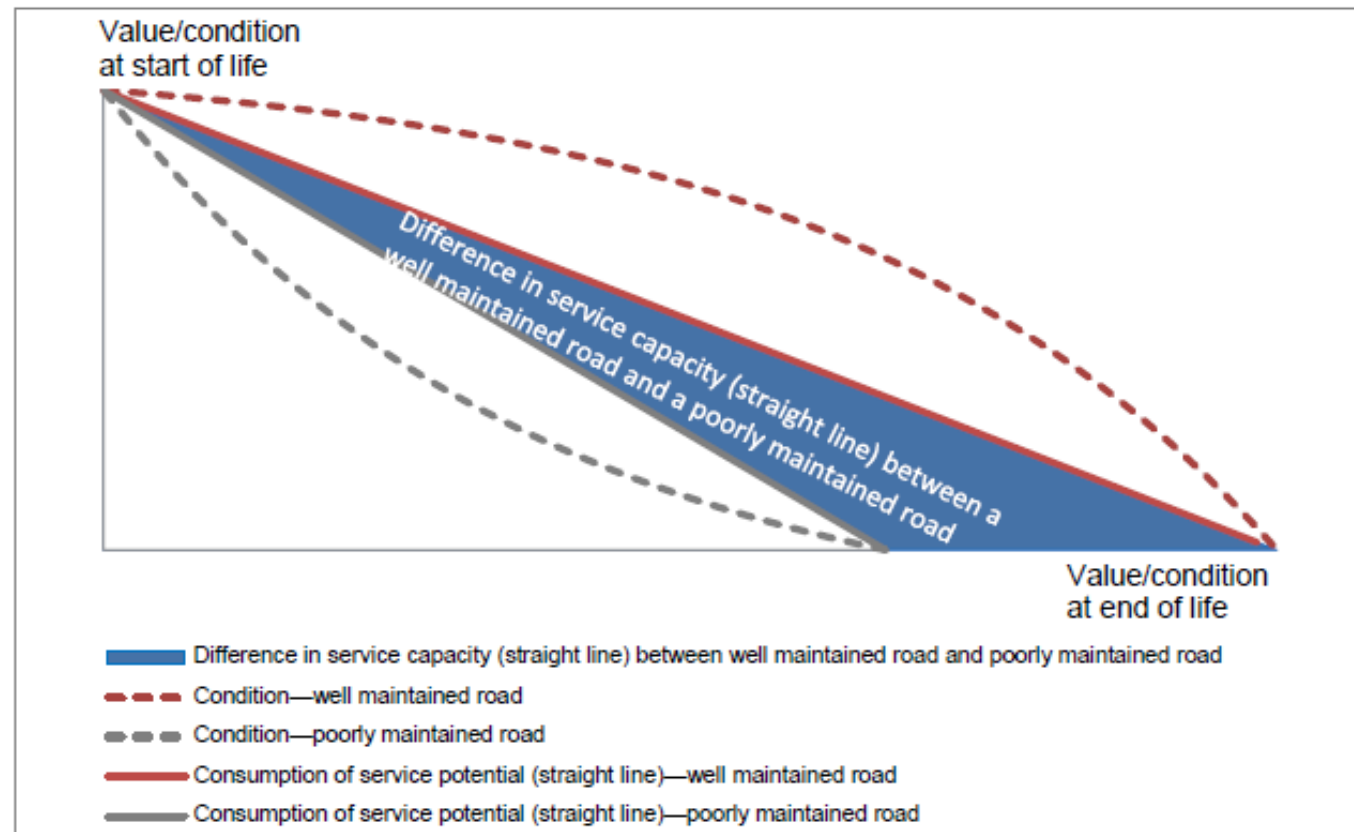 Value/condition
at start of life
Difference in service capacity (straight line) between a
well maintained road and a poorly maintained road
Value/condition
at end of life
Difference in service capacity (straight line) between well maintained road and poorly maintained road
Condition—well maintained road
Condition—poorly maintained road
Consumption of service potential (straight line)—well maintained road
Consumption of service potential (straight line)—poorly maintained road